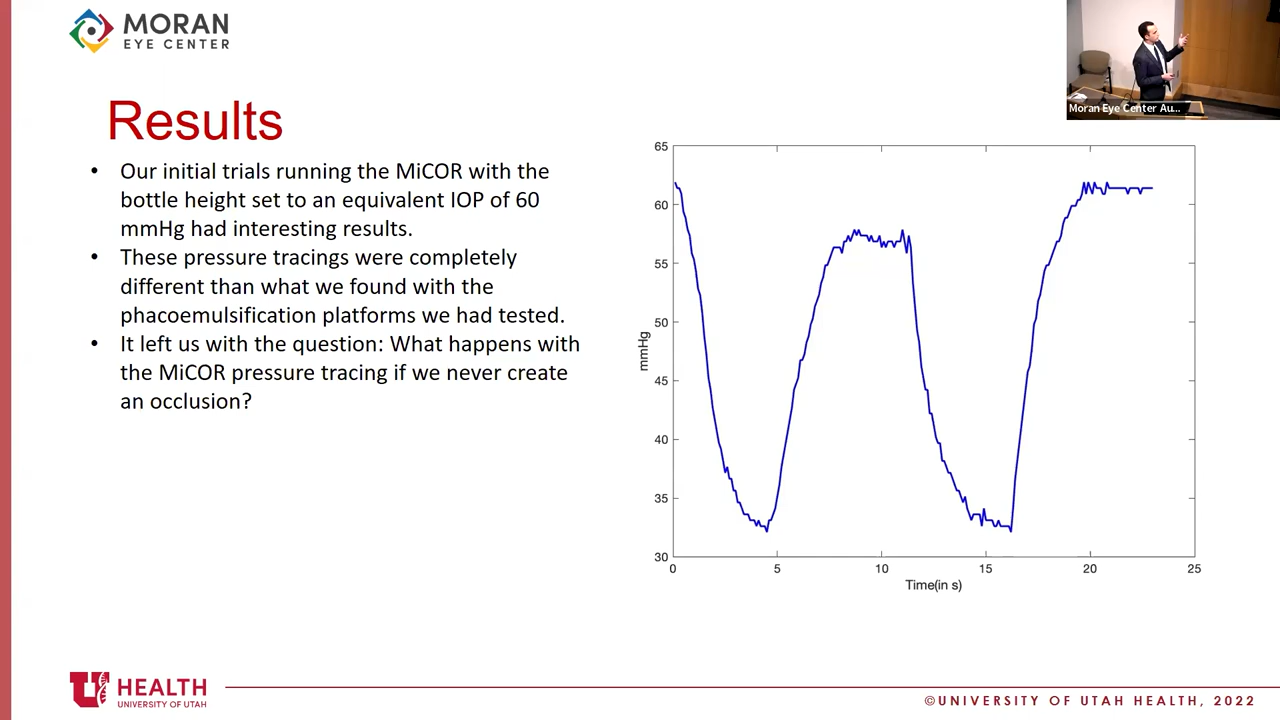 MORAN
EYE CENTER
Moran Eye Center Au...
Results
• Our initial trials running the MiCOR with the
bottle height set to an equivalent IOP of 60
mmHg had interesting results.
• These pressure tracings were completely
different than what we found with the
phacoemulsification platforms we had tested.
• It left us with the question: What happens with
the MiCOR pressure tracing if we never create
an occlusion?
65
60
55
50
45
40
35
30
mmHg
0 5 10 15 20 25
Time(in s)
U HEALTH
UNIVERSITY OF UTAH
©UNIVERSITY OF UTAH HEALTH, 2022